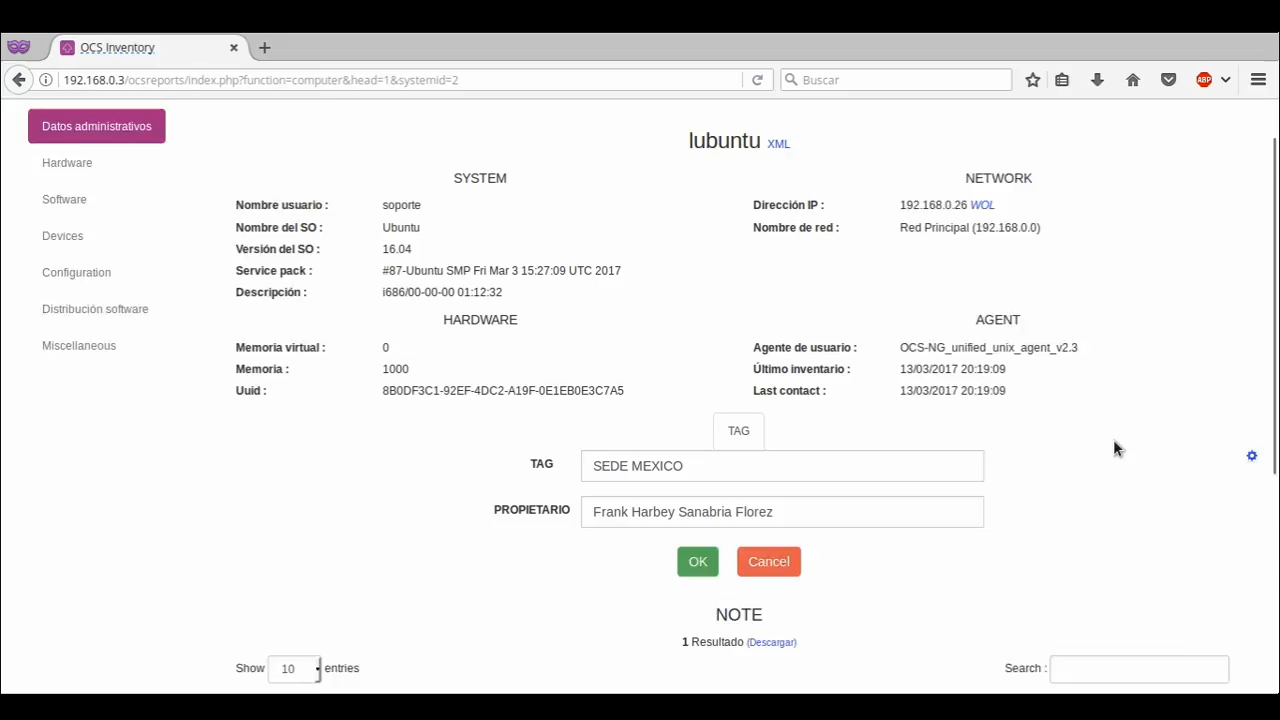 OCS Inventory
192.168.0.3/ocsreports/index.php?function=computer&head=1&systemid=2
Buscar
ABP
Datos administrativos
Hardware
Software
Devices
Configuration
Distribución software
Miscellaneous
lubuntu XML
SYSTEM
Nombre usuario : soporte
Nombre del SO : Ubuntu
Versión del SO : 16.04
Service pack : #87-Ubuntu SMP Fri Mar 3 15:27:09 UTC 2017
Descripción : i686/00-00-00 01:12:32
NETWORK
Dirección IP : 192.168.0.26 WOL
Nombre de red : Red Principal (192.168.0.0)
HARDWARE
Memoria virtual : 0
Memoria : 1000
Uuid : 8B0DF3C1-92EF-4DC2-A19F-0E1EB0E3C7A5
AGENT
Agente de usuario : OCS-NG_unified_unix_agent_v2.3
Último inventario : 13/03/2017 20:19:09
Last contact : 13/03/2017 20:19:09
TAG
TAG SEDE MEXICO
PROPIETARIO Frank Harbey Sanabria Florez
OK Cancel
NOTE
1 Resultado (Descargar)
Show 10 entries
Search :